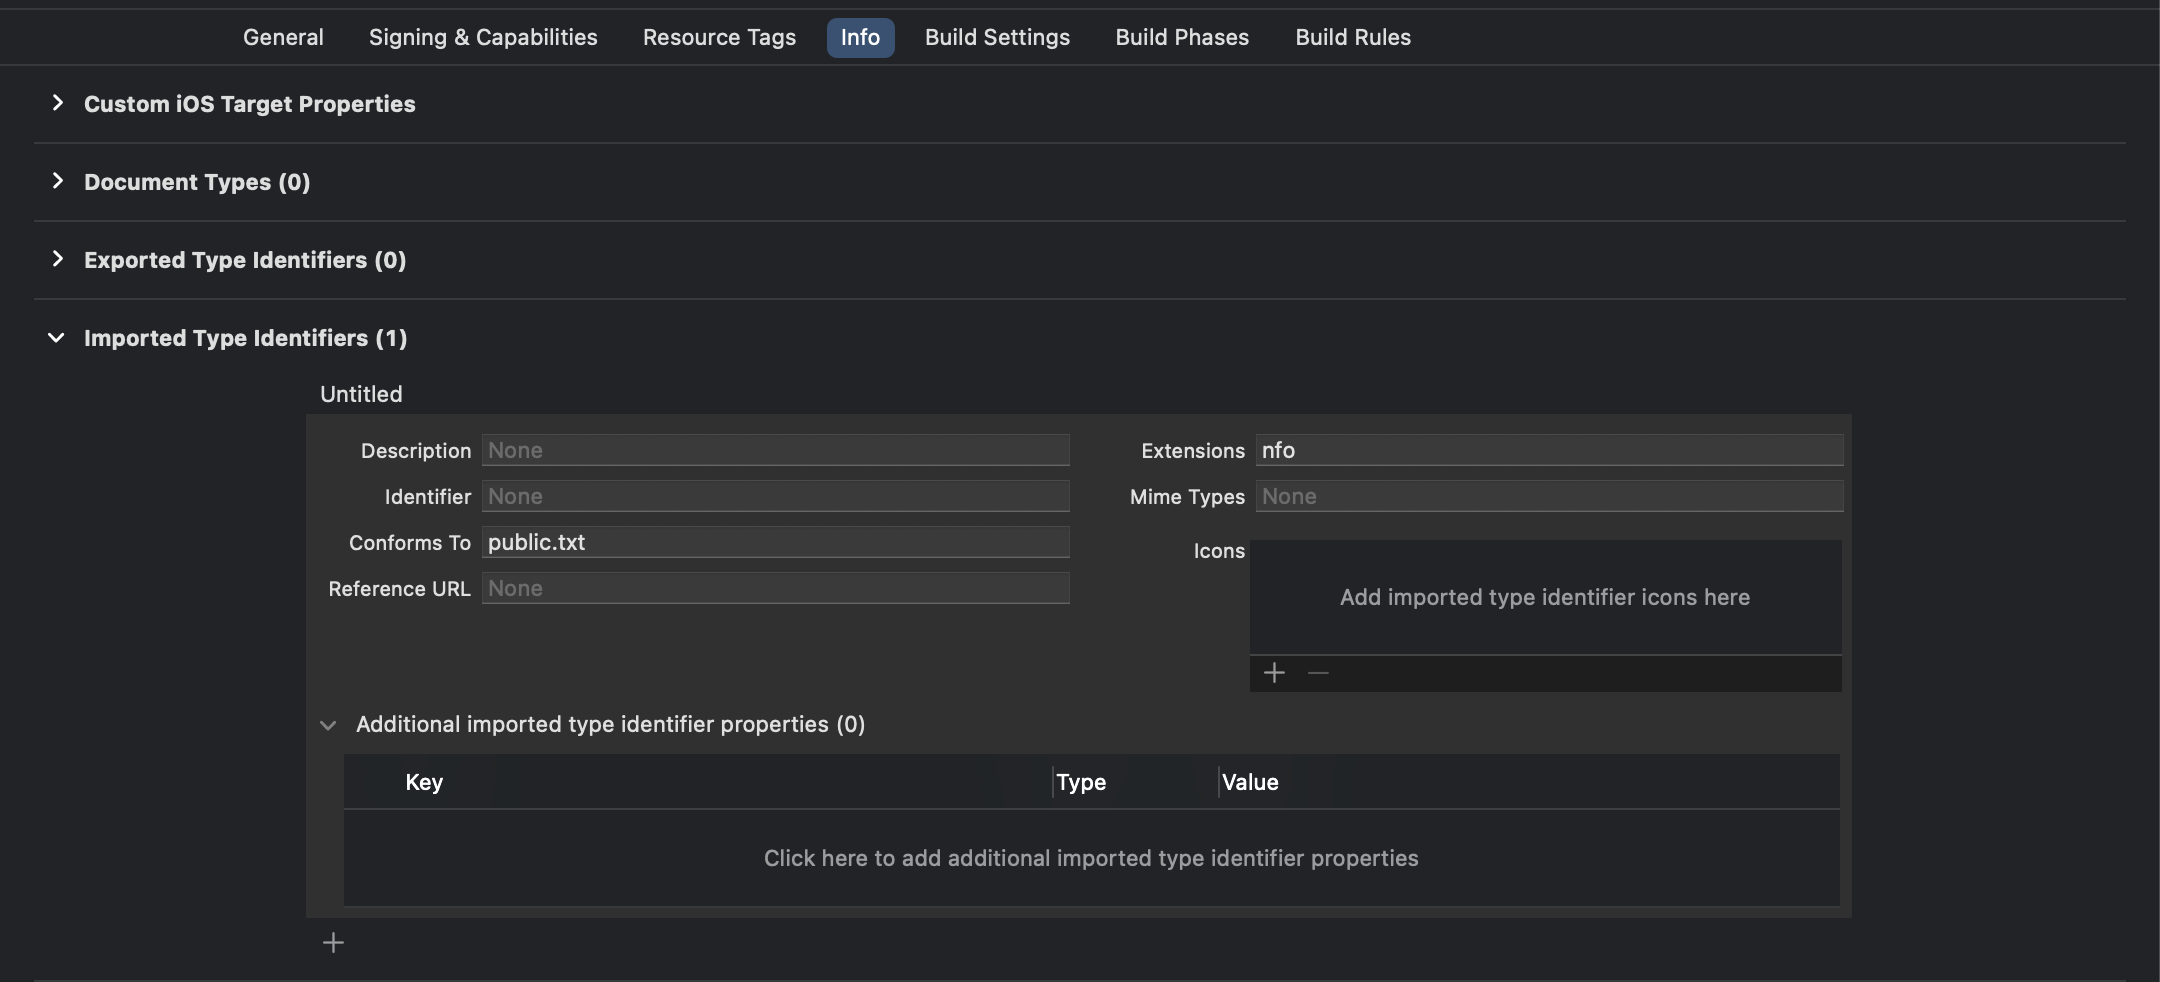 General Signing & Capabilities Resource Tags Info Build Settings Build Phases Build Rules
Custom iOS Target Properties
Document Types (0)
Exported Type Identifiers (0)
Imported Type Identifiers (1)
Untitled
Description None Extensions nfo
Identifier None Mime Types None
Conforms To public.txt
Icons
Reference URL None
Add imported type identifier icons here
Additional imported type identifier properties (0)
Key Type Value
Click here to add additional imported type identifier properties